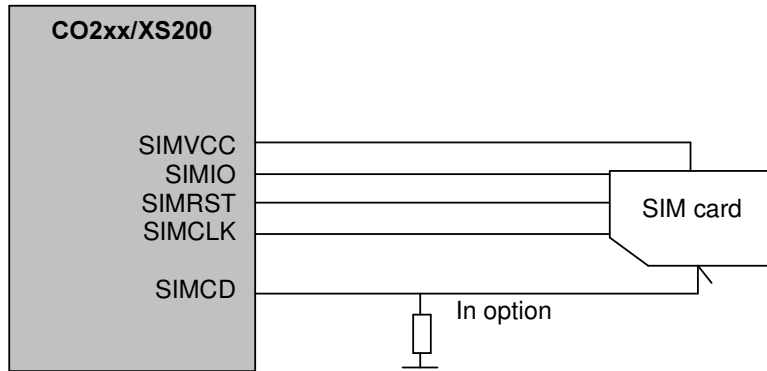 CO2xx/XS200
SIMVCC
SIMIO
SIMRST
SIMCLK
SIM card
SIMCD
In option